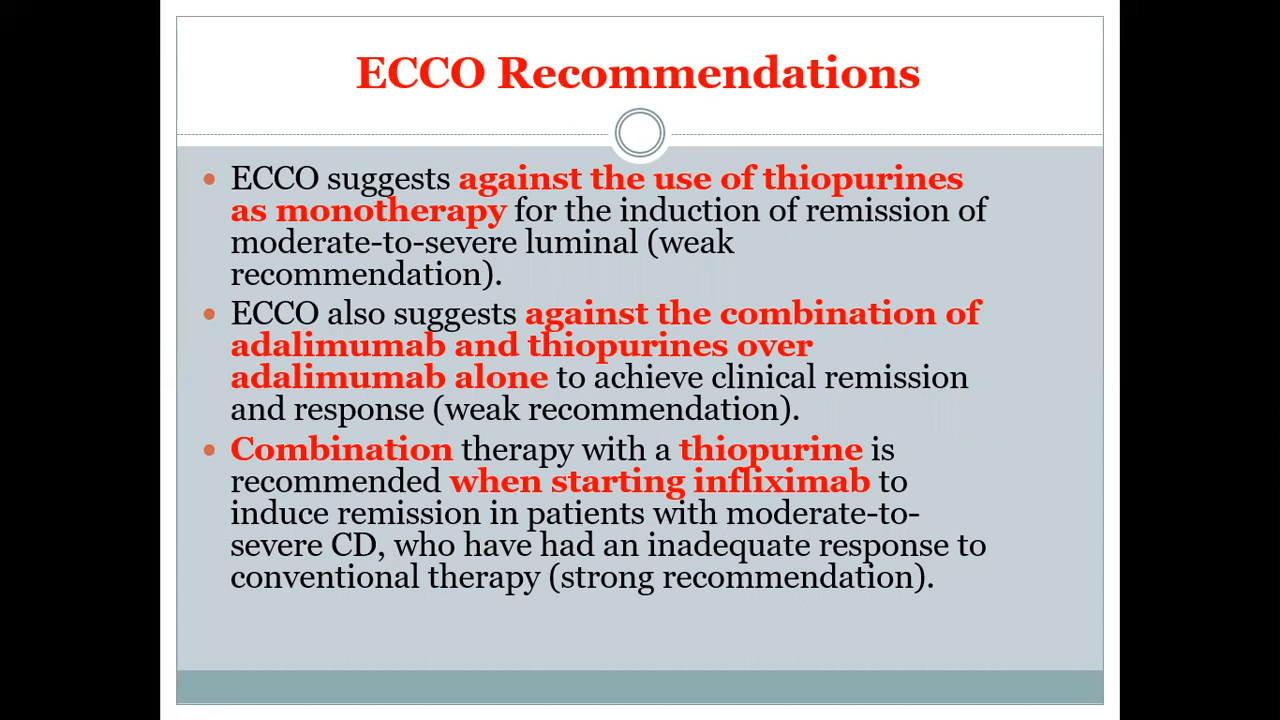 ECCO Recommendations
• ECCO suggests against the use of thiopurines
as monotherapy for the induction of remission of
moderate-to-severe luminal (weak
recommendation).
• ECCO also suggests against the combination of
adalimumab and thiopurines over
adalimumab alone to achieve clinical remission
and response (weak recommendation).
• Combination therapy with a thiopurine is
recommended when starting infliximab to
induce remission in patients with moderate-to-
severe CD, who have had an inadequate response to
conventional therapy (strong recommendation).